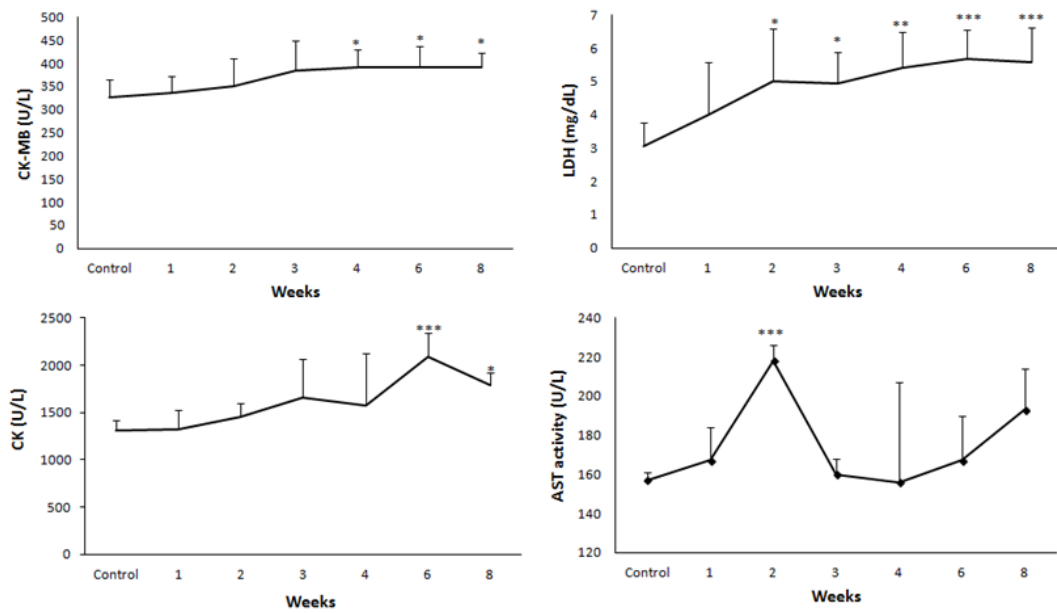 CK-MB (U/L)
500
450
400
350
300
250
200
150
100
50
0
* * *
Control 1 2 3 4 6 8
Weeks
LDH (mg/dL)
7
6
5
4
3
2
1
0
* * ** *** ***
Control 1 2 3 4 6 8
Weeks
CK (U/L)
2500
2000
1500
1000
500
0
*** *
Control 1 2 3 4 6 8
Weeks
AST activity (U/L)
240
220
200
180
160
140
120
***
Control 1 2 3 4 6 8
Weeks